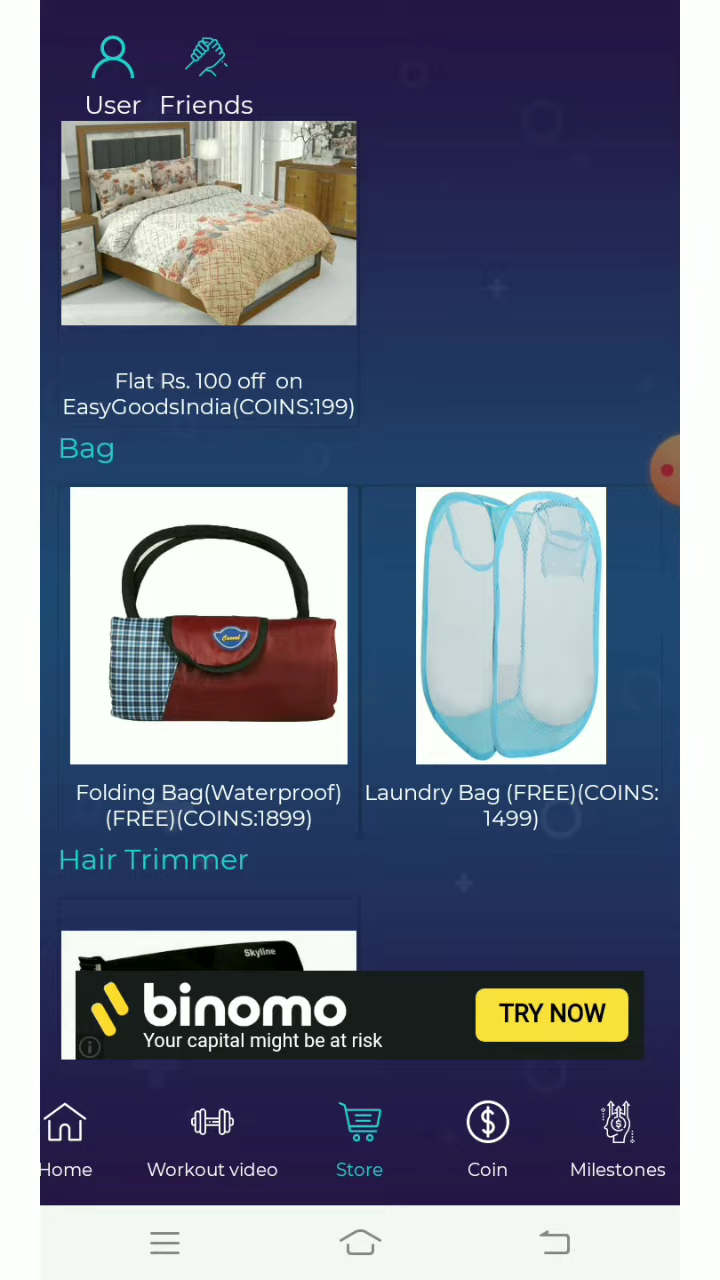 User Friends
Flat Rs. 100 off on
EasyGoodsIndia(COINS:199)
Bag
Casual
Folding Bag(Waterproof)
(FREE)(COINS:1899)
Laundry Bag (FREE)(COINS:
1499)
Hair Trimmer
Skyline
binomo
Your capital might be at risk
TRY NOW
Home
Workout video
Store
Coin
Milestones